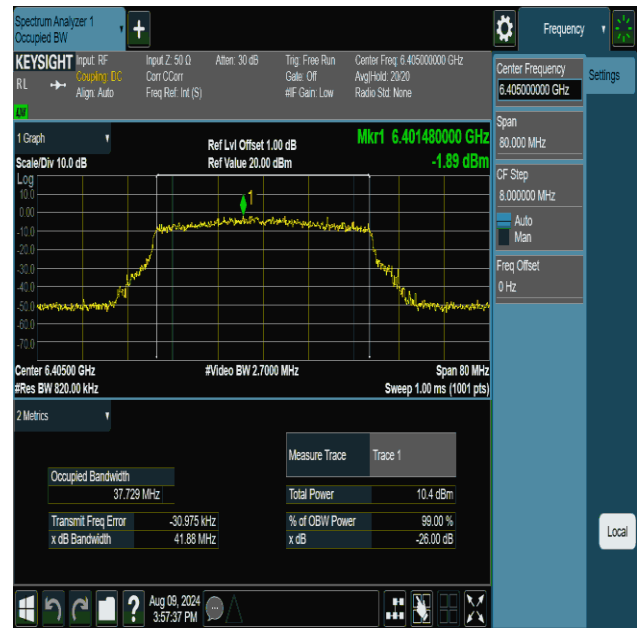 Spectrum Analyzer 1
Occupied BW
+
Frequency
KEYSIGHT
RL
Input: RF
Coupling: DC
Align: Auto
Input Z: 50 Ω
Corr CCorr
Freq Ref: Int (S)
Atten: 30 dB
Trig: Free Run
Gate: Off
#IF Gain: Low
Center Freq: 6.405000000 GHz
Avg|Hold: 20/20
Radio Std: None
Center Frequency
6.405000000 GHz
Settings
Span
80.000 MHz
CF Step
8.000000 MHz
Auto
Man
Freq Offset
0 Hz
Local
1 Graph
Scale/Div 10.0 dB
Ref Lvl Offset 1.00 dB
Ref Value 20.00 dBm
Mkr1 6.401480000 GHz
-1.89 dBm
Log
10.0
0.00
-10.0
-20.0
-30.0
-40.0
-50.0
-60.0
-70.0
1
Center 6.40500 GHz
#Res BW 820.00 kHz
#Video BW 2.7000 MHz
Span 80 MHz
Sweep 1.00 ms (1001 pts)
2 Metrics
Measure Trace Trace 1
Occupied Bandwidth
37.729 MHz
Total Power 10.4 dBm
Transmit Freq Error -30.975 kHz
% of OBW Power 99.00 %
x dB Bandwidth 41.88 MHz
x dB -26.00 dB
?
Aug 09, 2024
3:57:37 PM